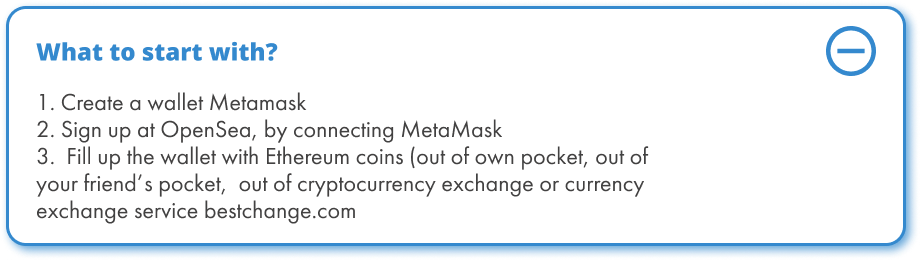 What to start with?
1. Create a wallet Metamask
2. Sign up at OpenSea, by connecting MetaMask
3.  Fill up the wallet with Ethereum coins (out of own pocket, out of
your friend’s pocket,  out of cryptocurrency exchange or currency
exchange service bestchange.com